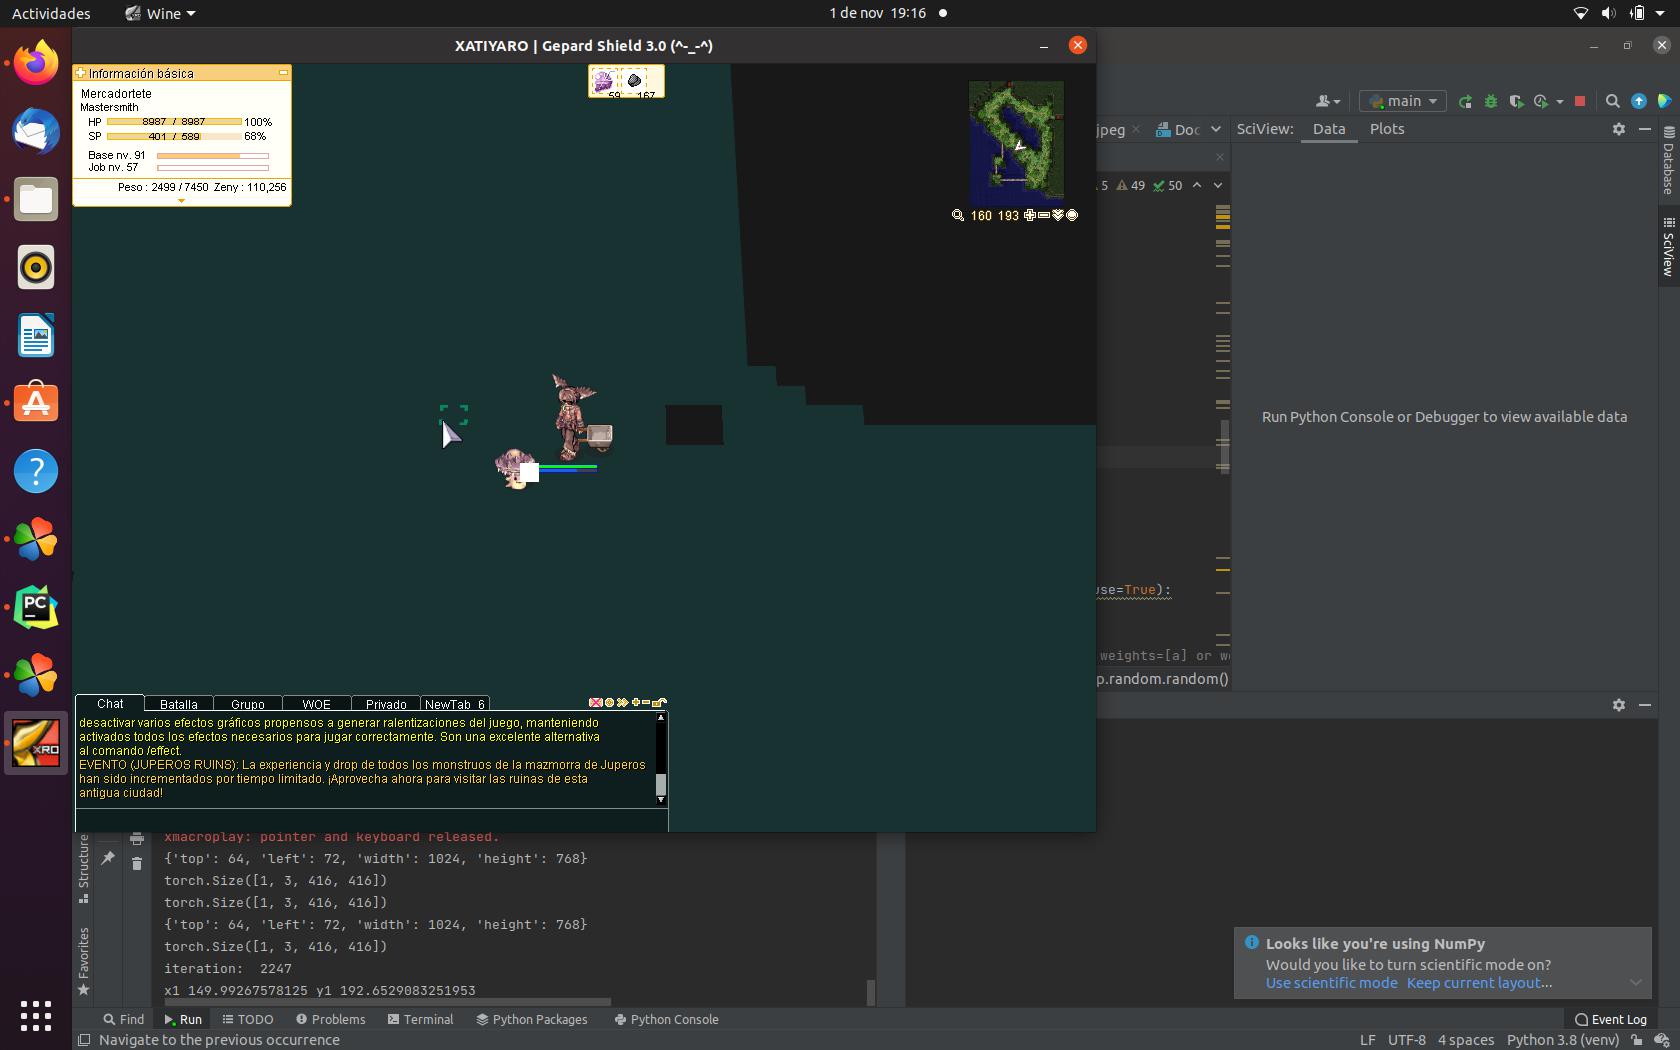 Actividades
Wine
1 de nov 19:16
XATIYARO | Gepard Shield 3.0 (^-_-^)
Información básica
Mercadortete
Mastersmith
HP 8987 / 8987 100%
SP 401 / 589 68%
Base nv. 91
Job nv. 57
Peso : 2499 / 7450 Zeny : 110,256
59 167
160 193
main
jpeg
Doc
SciView: Data Plots
5 49 50
Database
SciView
Run Python Console or Debugger to view available data
use=True):
weights=[a] or we
p.random.random()
PC
XRO
Chat Batalla Grupo WOE Privado NewTab_6
desactivar varios efectos gráficos propensos a generar ralentizaciones del juego, manteniendo
activados todos los efectos necesarios para jugar correctamente. Son una excelente alternativa
al comando /effect.
EVENTO (JUPEROS RUINS): La experiencia y drop de todos los monstruos de la mazmorra de Juperos
han sido incrementados por tiempo limitado. ¡Aprovecha ahora para visitar las ruinas de esta
antigua ciudad!
xmacroplay: pointer and keyboard released.
{'top': 64, 'left': 72, 'width': 1024, 'height': 768}
torch.Size([1, 3, 416, 416])
torch.Size([1, 3, 416, 416])
{'top': 64, 'left': 72, 'width': 1024, 'height': 768}
torch.Size([1, 3, 416, 416])
iteration:  2247
x1 149.99267578125 y1 192.6529083251953
Structure
Favorites
Looks like you're using NumPy
Would you like to turn scientific mode on?
Use scientific mode Keep current layout...
Find Run TODO Problems Terminal Python Packages Python Console
Event Log
Navigate to the previous occurrence
LF UTF-8 4 spaces Python 3.8 (venv)